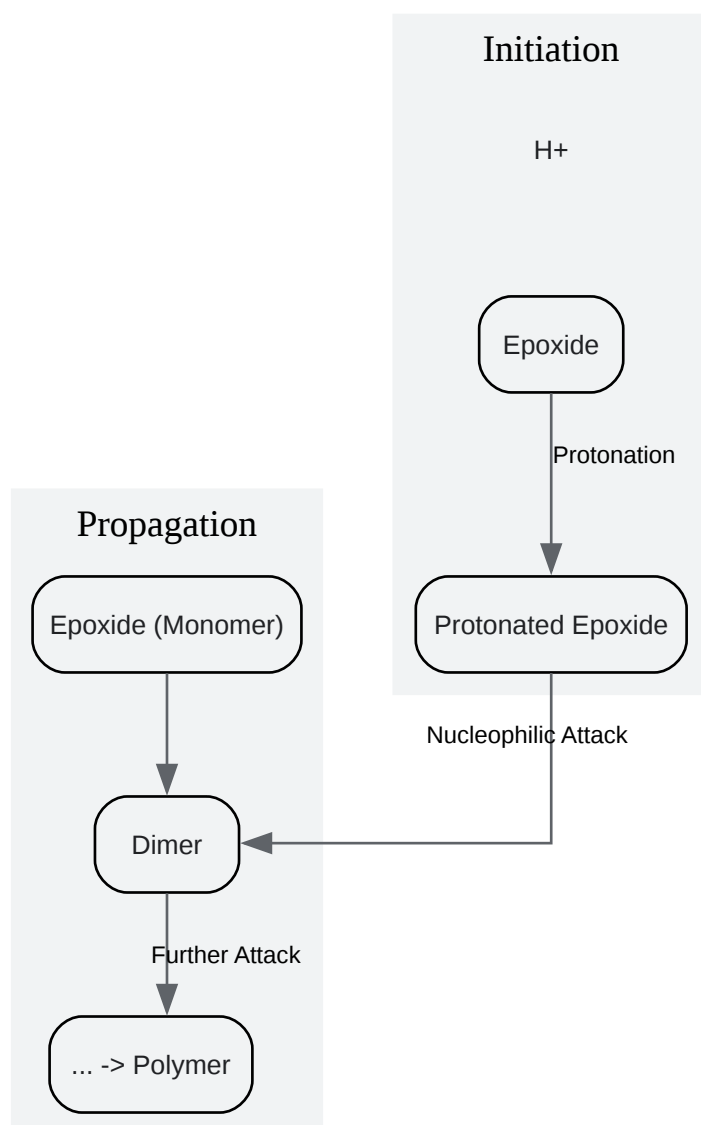 Initiation
H+
Epoxide
Protonation
Protonated Epoxide
Nucleophilic Attack
Propagation
Epoxide (Monomer)
Dimer
Further Attack
... -> Polymer